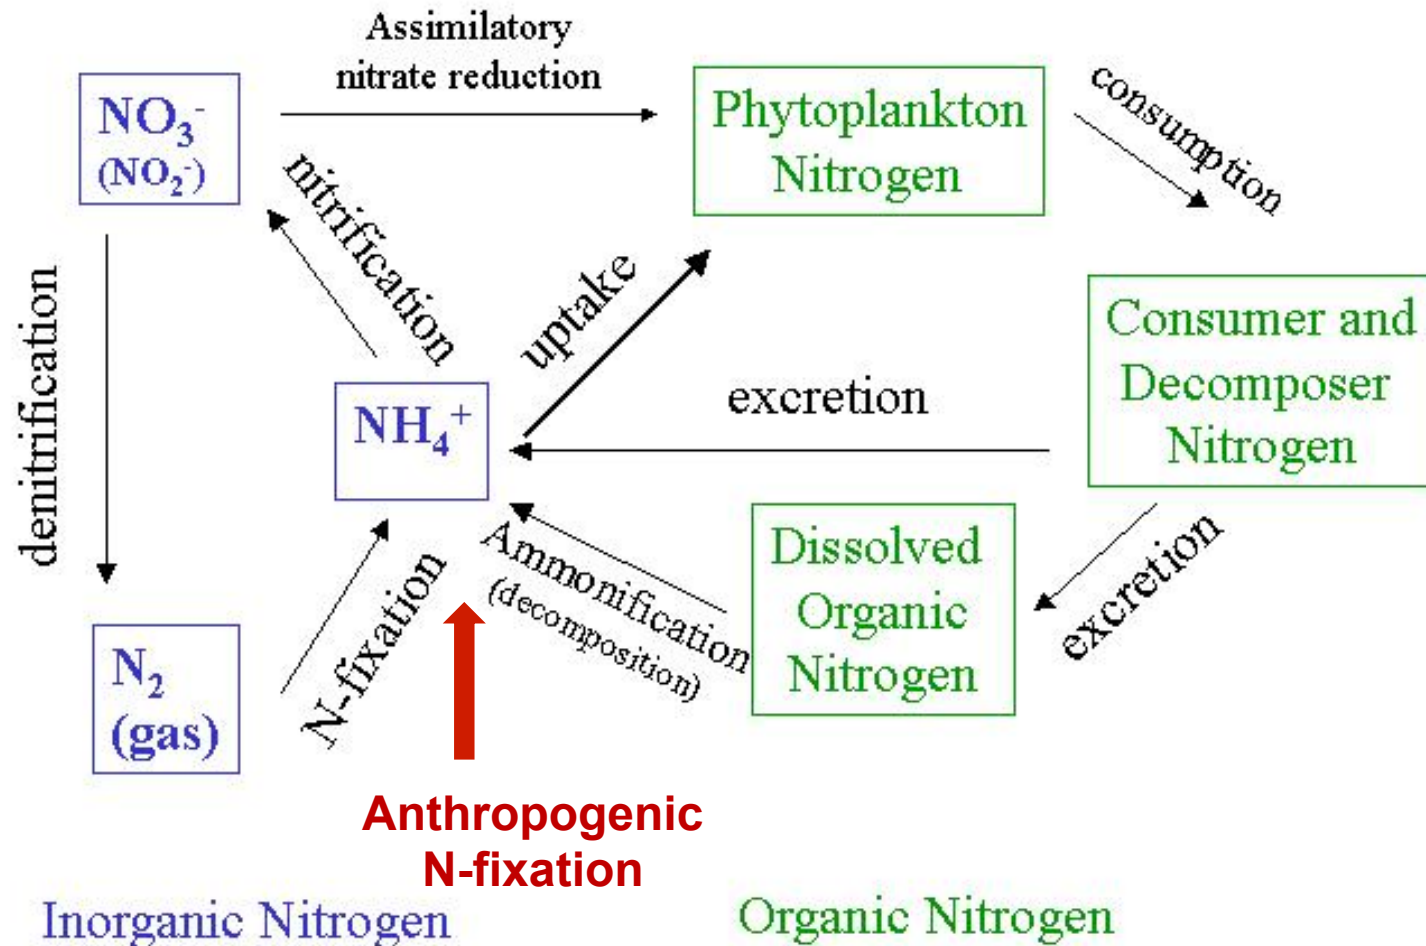 Assimilatory
nitrate reduction
NO₃⁻
(NO₂⁻)
Phytoplankton
Nitrogen
consumption
nitrification
uptake
denitrification
Consumer and
Decomposer
Nitrogen
excretion
NH₄⁺
Dissolved
Organic
Nitrogen
Ammonification
(decomposition)
excretion
N-fixation
N₂
(gas)
Anthropogenic
N-fixation
Inorganic Nitrogen
Organic Nitrogen